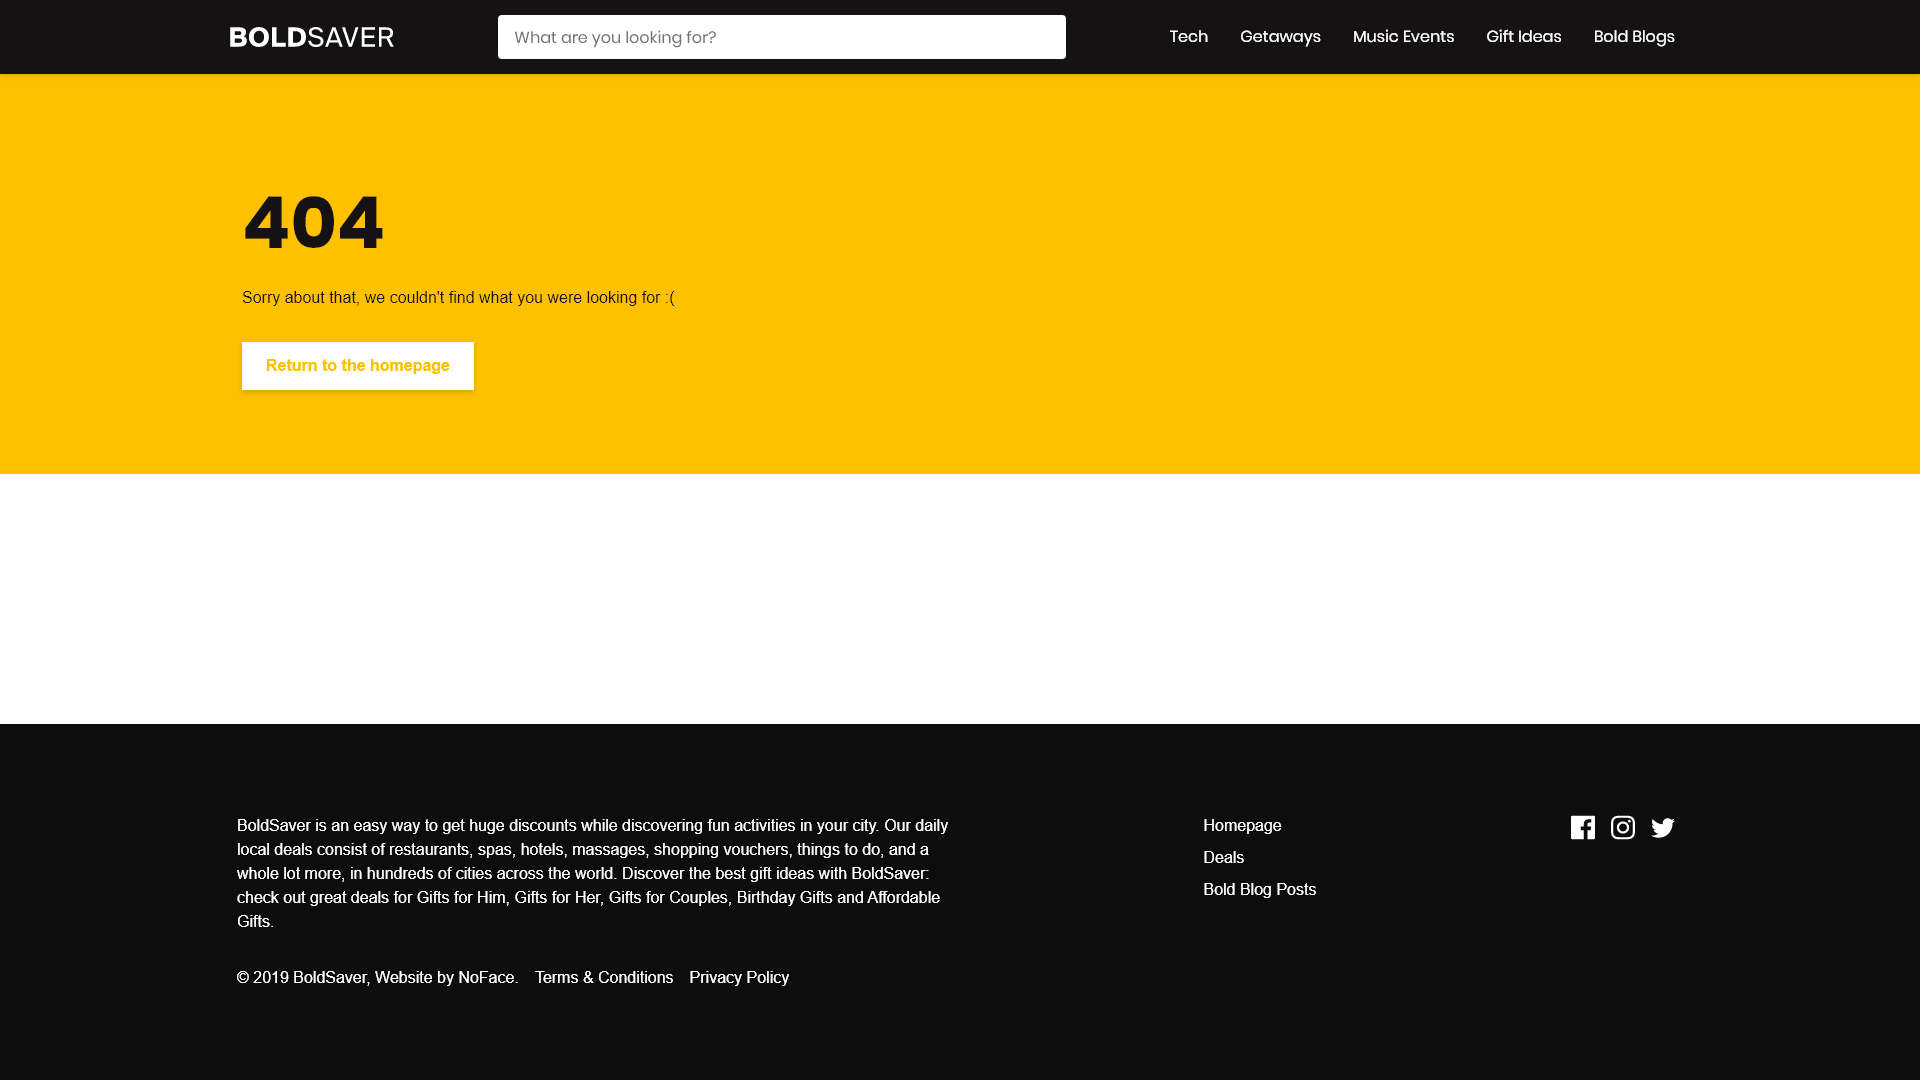 BOLDSAVER
What are you looking for?
Tech
Getaways
Music Events
Gift Ideas
Bold Blogs
404
Sorry about that, we couldn't find what you were looking for :(
Return to the homepage
BoldSaver is an easy way to get huge discounts while discovering fun activities in your city. Our daily
local deals consist of restaurants, spas, hotels, massages, shopping vouchers, things to do, and a
whole lot more, in hundreds of cities across the world. Discover the best gift ideas with BoldSaver:
check out great deals for Gifts for Him, Gifts for Her, Gifts for Couples, Birthday Gifts and Affordable
Gifts.
Homepage
Deals
Bold Blog Posts
© 2019 BoldSaver, Website by NoFace.
Terms & Conditions
Privacy Policy